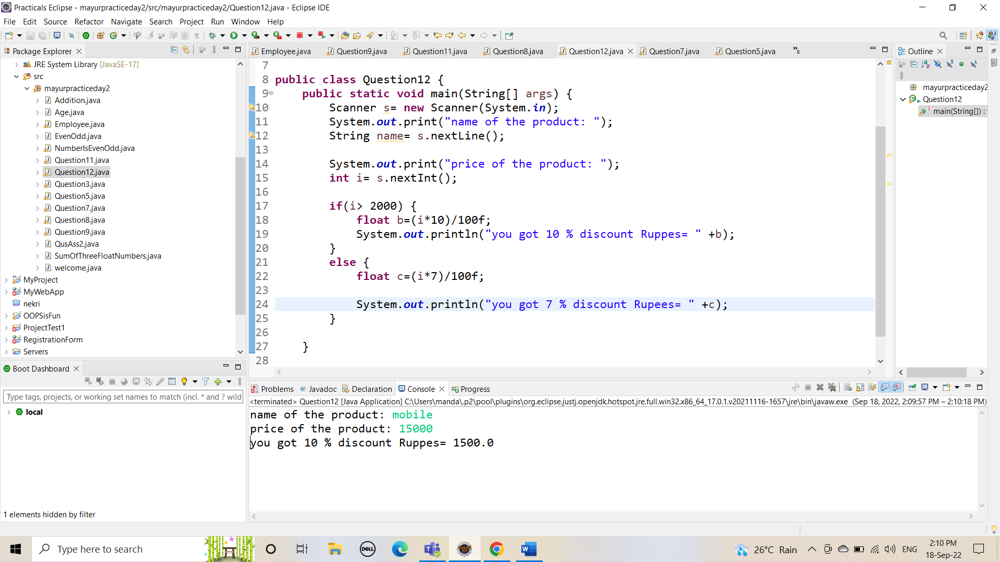 Practicals Eclipse - mayurpracticeday2/src/mayurpracticeday2/Question12.java - Eclipse IDE
File Edit Source Refactor Navigate Search Project Run Window Help
Package Explorer
JRE System Library [JavaSE-17]
src
mayurpracticeday2
Addition.java
Age.java
Employee.java
EvenOdd.java
NumberIsEvenOdd.java
Question11.java
Question12.java
Question3.java
Question5.java
Question7.java
Question8.java
Question9.java
QusAss2.java
SumOfThreeFloatNumbers.java
welcome.java
MyProject
MyWebApp
nekri
OOPSisFun
ProjectTest1
RegistrationForm
Servers
Boot Dashboard
Type tags, projects, or working set names to match (incl. * and ? wild
local
1 elements hidden by filter
Employee.java Question9.java Question11.java Question8.java Question12.java Question7.java Question5.java »8
7
8 public class Question12 {
9 public static void main(String[] args) {
10 Scanner s= new Scanner(System.in);
11 System.out.print("name of the product: ");
12 String name= s.nextLine();
13
14 System.out.print("price of the product: ");
15 int i= s.nextInt();
16
17 if(i> 2000) {
18 float b=(i*10)/100f;
19 System.out.println("you got 10 % discount Ruppes= " +b);
20 }
21 else {
22 float c=(i*7)/100f;
23
24 System.out.println("you got 7 % discount Rupees= " +c);
25 }
26
27 }
28
Outline
mayurpracticeday2
Question12
main(String[]) :
Problems @ Javadoc Declaration Console Progress
<terminated> Question12 [Java Application] C:\Users\manda\.p2\pool\plugins\org.eclipse.justj.openjdk.hotspot.jre.full.win32.x86_64_17.0.1.v20211116-1657\jre\bin\javaw.exe (Sep 18, 2022, 2:09:57 PM – 2:10:18 PM)
name of the product: mobile
price of the product: 15000
you got 10 % discount Ruppes= 1500.0
Type here to search
DELL
26°C Rain
ENG
2:10 PM
18-Sep-22